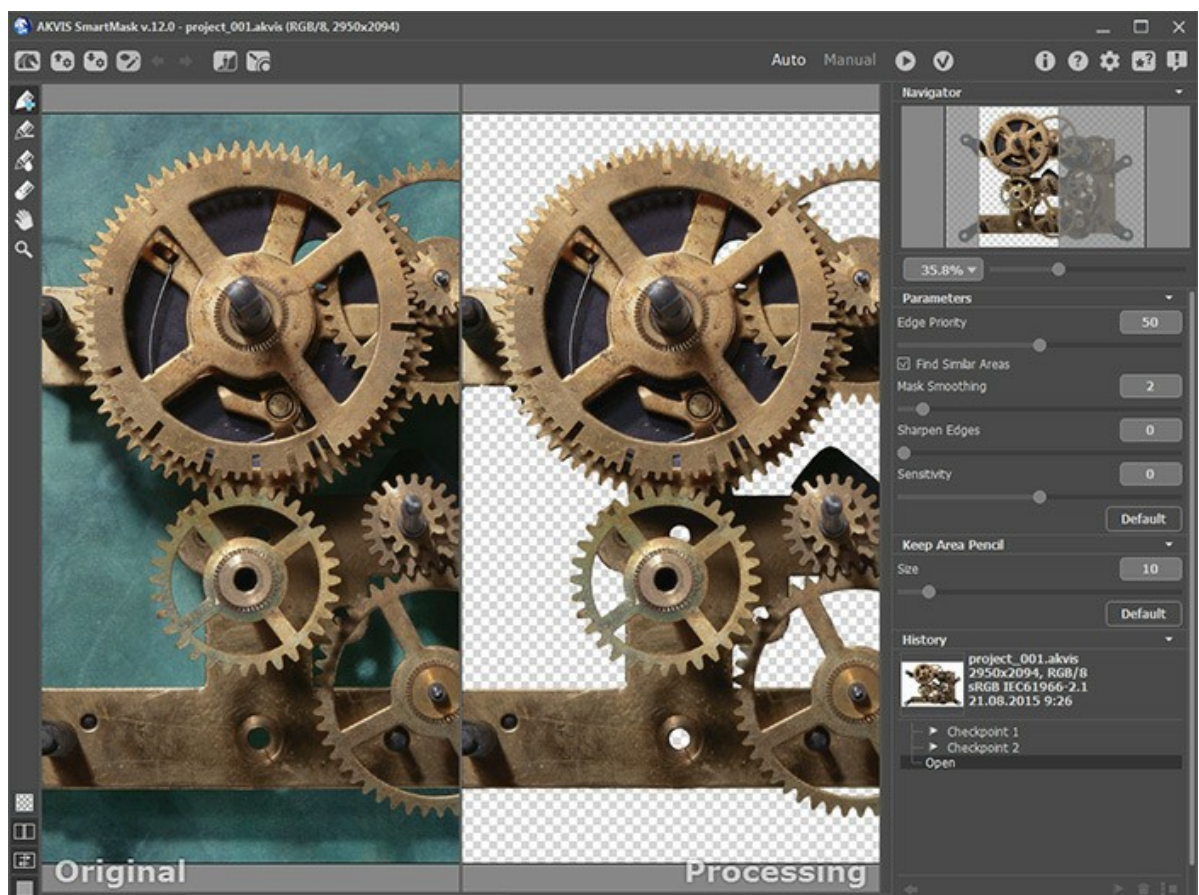 AKVIS SmartMask v.12.0 - project_001.akvis (RGB/8, 2950x2094)
Auto Manual
Navigator
35.8%
Parameters
Edge Priority 50
Find Similar Areas
Mask Smoothing 2
Sharpen Edges 0
Sensitivity 0
Default
Keep Area Pencil
Size 10
Default
History
project_001.akvis
2950x2094, RGB/8
sRGB IEC61966-2.1
21.08.2015 9:26
Checkpoint 1
Checkpoint 2
Open
Original Processing